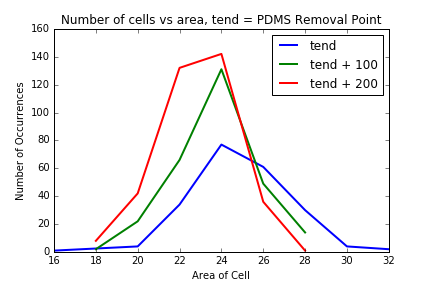 Number of cells vs area, tend = PDMS Removal Point
160
140
120
100
80
60
40
20
0
Number of Occurrences
tend
tend + 100
tend + 200
16 18 20 22 24 26 28 30 32
Area of Cell